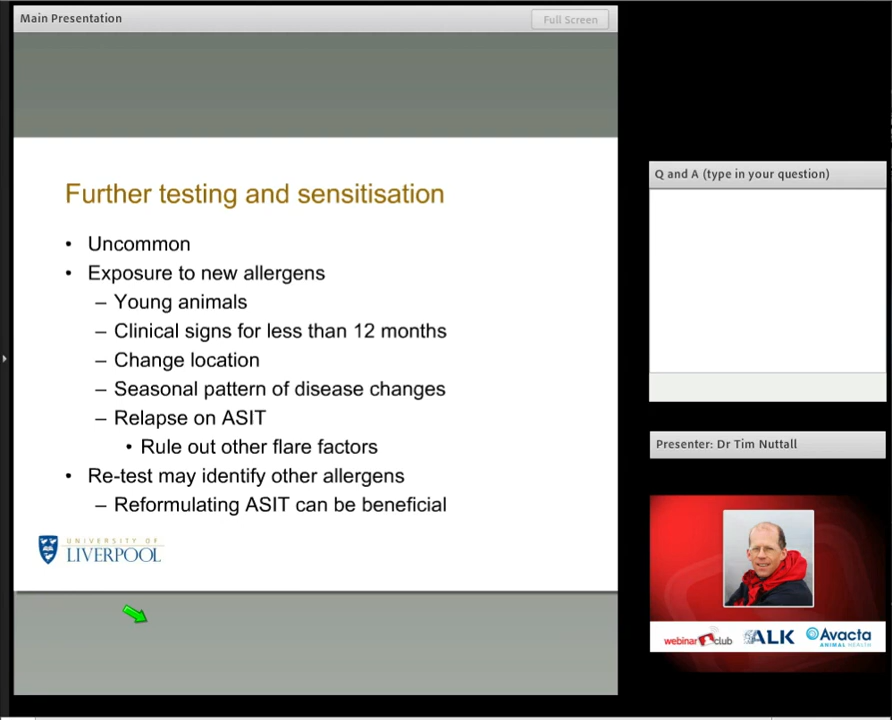 Main Presentation
Full Screen
Further testing and sensitisation
• Uncommon
• Exposure to new allergens
– Young animals
– Clinical signs for less than 12 months
– Change location
– Seasonal pattern of disease changes
– Relapse on ASIT
• Rule out other flare factors
• Re-test may identify other allergens
– Reformulating ASIT can be beneficial
UNIVERSITY OF
LIVERPOOL
Q and A (type in your question)
Presenter: Dr Tim Nuttall
webinar club
ALK
Avacta
ANIMAL HEALTH